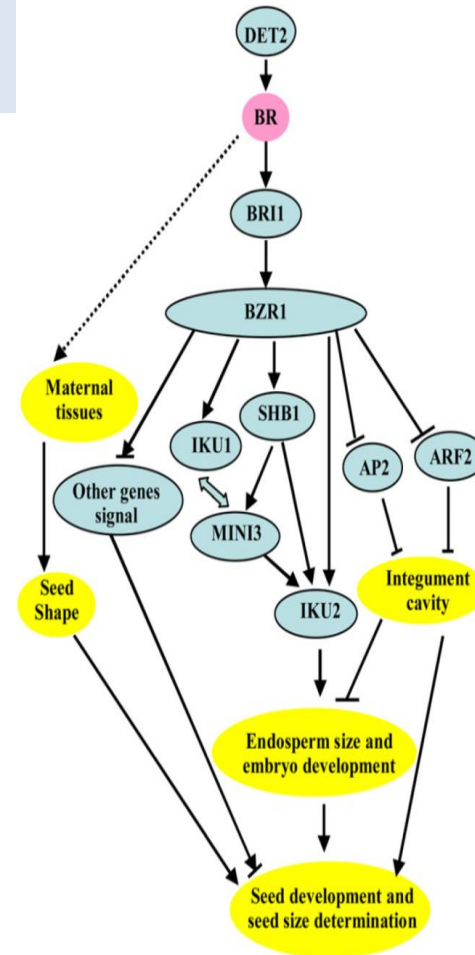 DET2
BR
BRI1
BZR1
Maternal
tissues
SHB1
IKU1
AP2
ARF2
Other genes
signal
MINI3
Seed
Shape
IKU2
Integument
cavity
Endosperm size and
embryo development
Seed development and
seed size determination